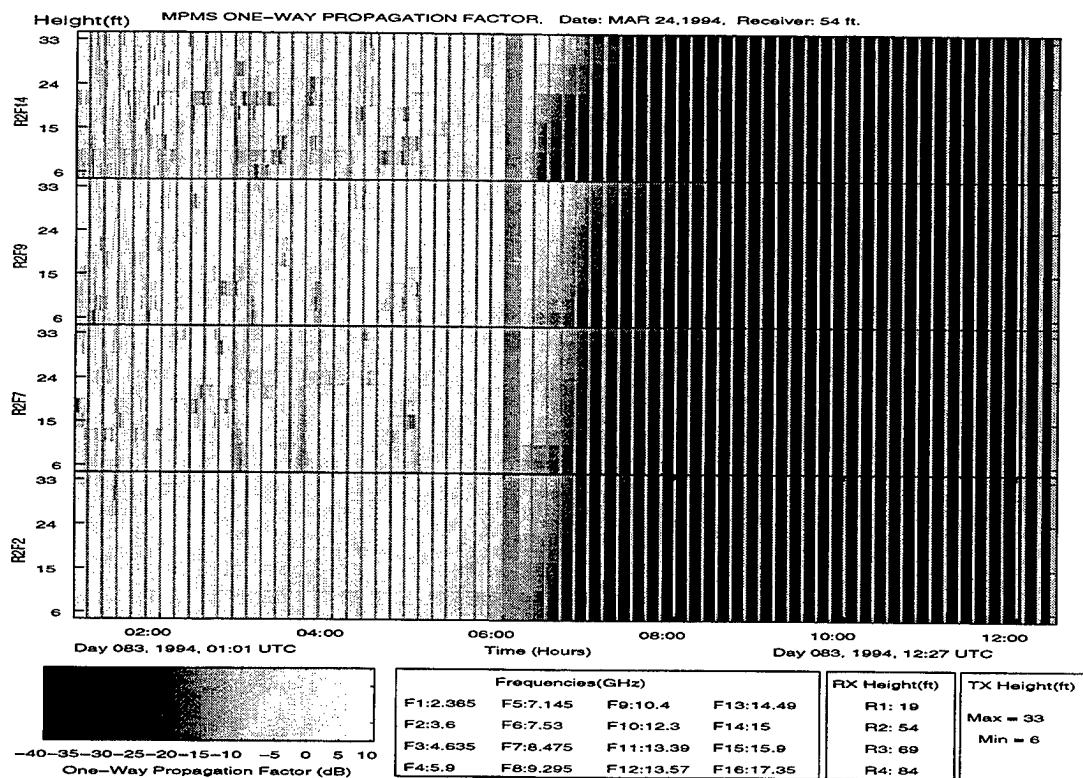 Height(ft) MPMS ONE-WAY PROPAGATION FACTOR. Date: MAR 24,1994, Receiver: 54 ft.
33
24
15
6
R2F14
33
24
15
6
R2F9
33
24
15
6
R2F7
33
24
15
6
R2F2
02:00 04:00 06:00 08:00 10:00 12:00
Day 083, 1994, 01:01 UTC Time (Hours) Day 083, 1994, 12:27 UTC
-40-35-30-25-20-15-10 -5 0 5 10
One-Way Propagation Factor (dB)
Frequencies(GHz)
F1:2.365 F5:7.145 F9:10.4 F13:14.49
F2:3.6 F6:7.53 F10:12.3 F14:15
F3:4.635 F7:8.475 F11:13.39 F15:15.9
F4:5.9 F8:9.295 F12:13.57 F16:17.35
RX Height(ft)
R1: 19
R2: 54
R3: 69
R4: 84
TX Height(ft)
Max = 33
Min = 6